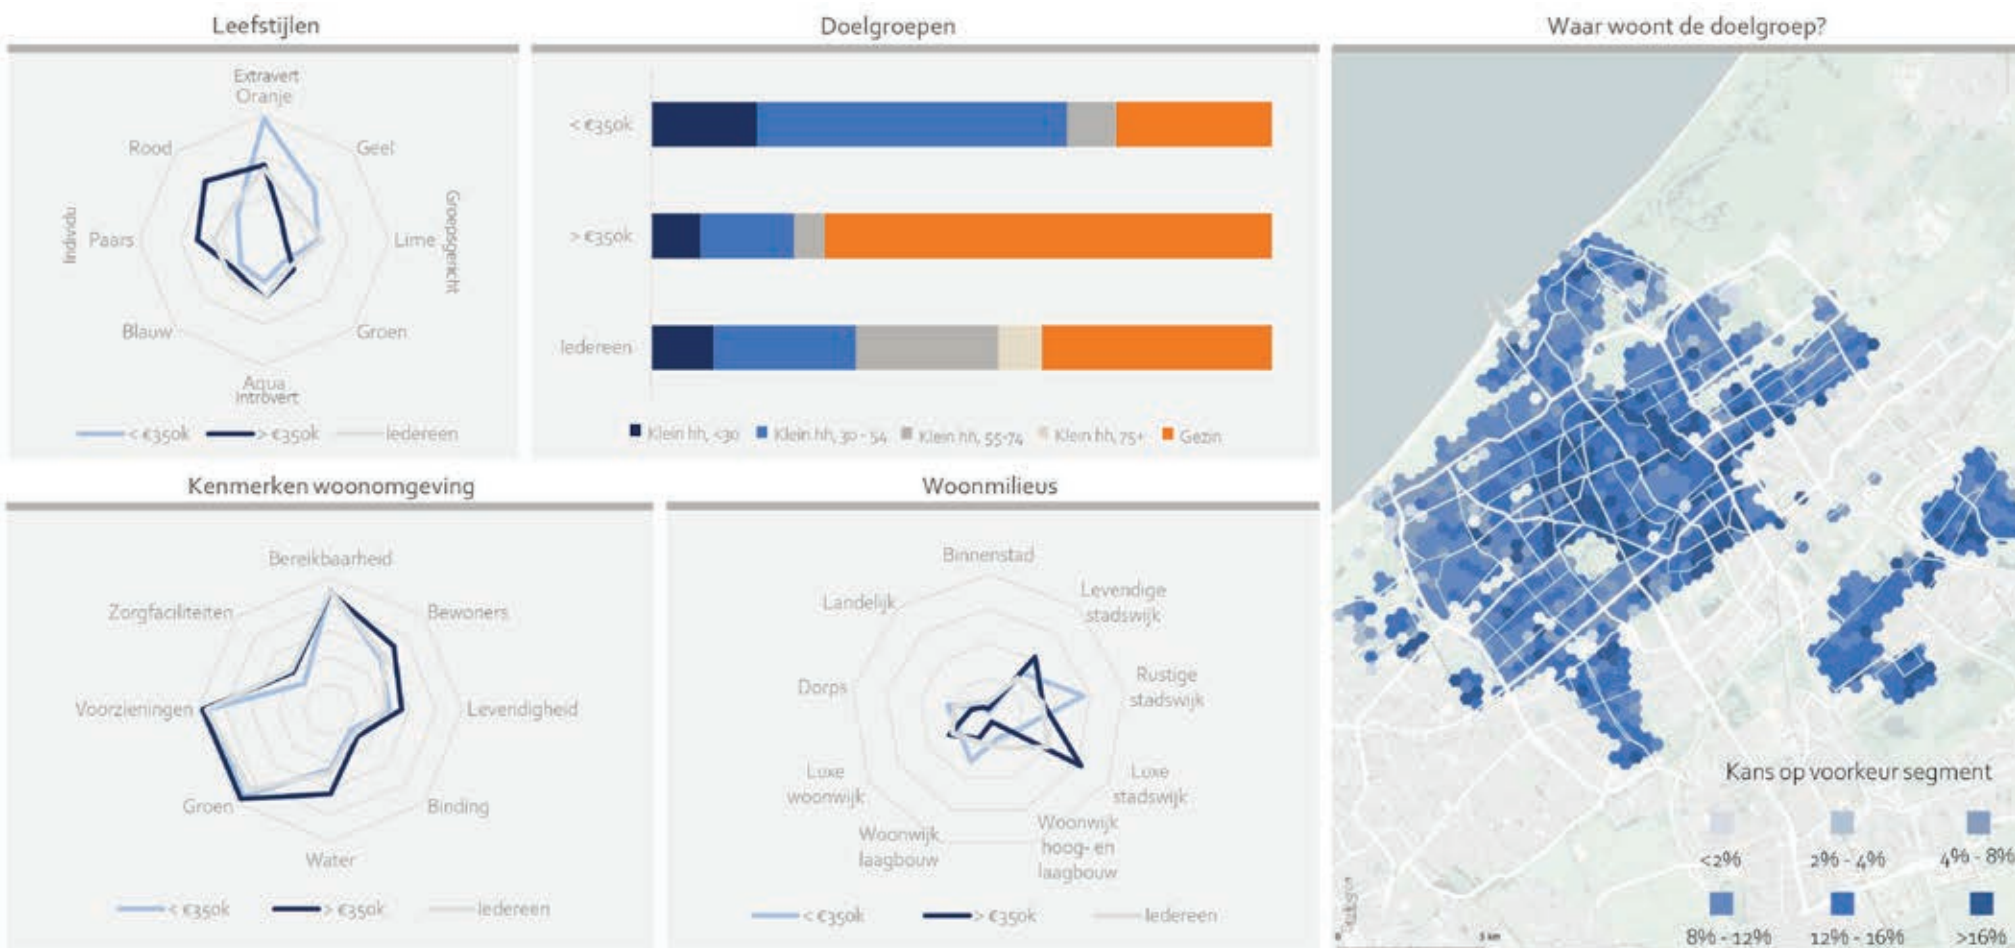 Leefstijlen
Extravert
Oranje
Rood
Geel
Individu
Paars
Lime
Groepsgericht
Blauw
Groen
Aqua
Introvert
< €350k
> €350k
Iedereen
Doelgroepen
< €350k
> €350k
Iedereen
Klein hh, <30
Klein hh, 30 - 54
Klein hh, 55-74
Klein hh, 75+
Gezin
Waar woont de doelgroep?
Kans op voorkeur segment
<2%
2% - 4%
4% - 8%
8% - 12%
12% - 16%
>16%
0
5 km
Kenmerken woonomgeving
Bereikbaarheid
Zorgfaciliteiten
Bewoners
Voorzieningen
Levendigheid
Groen
Binding
Water
< €350k
> €350k
Iedereen
Woonmilieus
Binnenstad
Landelijk
Levendige
stadswijk
Dorps
Rustige
stadswijk
Luxe
woonwijk
Luxe
stadswijk
Woonwijk
laagbouw
Woonwijk
hoog- en
laagbouw
< €350k
> €350k
Iedereen